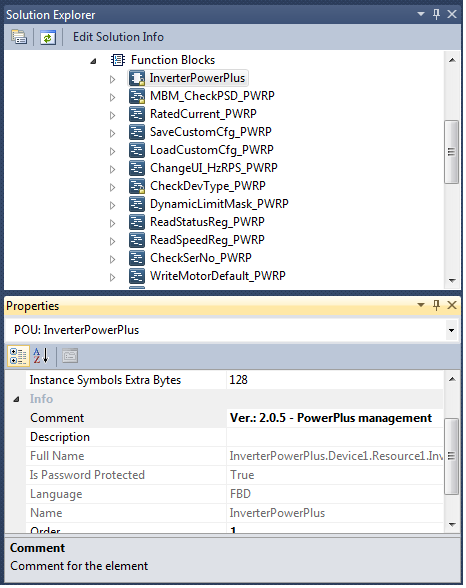 Solution Explorer
Edit Solution Info
Function Blocks
InverterPowerPlus
MBM_CheckPSD_PWRP
RatedCurrent_PWRP
SaveCustomCfg_PWRP
LoadCustomCfg_PWRP
ChangeUI_HzRPS_PWRP
CheckDevType_PWRP
DynamicLimitMask_PWRP
ReadStatusReg_PWRP
ReadSpeedReg_PWRP
CheckSerNo_PWRP
WriteMotorDefault_PWRP
Properties
POU: InverterPowerPlus
Instance Symbols Extra Bytes 128
Info
Comment Ver.: 2.0.5 - PowerPlus management
Description
Full Name InverterPowerPlus.Device1.Resource1.Inv
Is Password Protected True
Language FBD
Name InverterPowerPlus
Order 1
Comment
Comment for the element